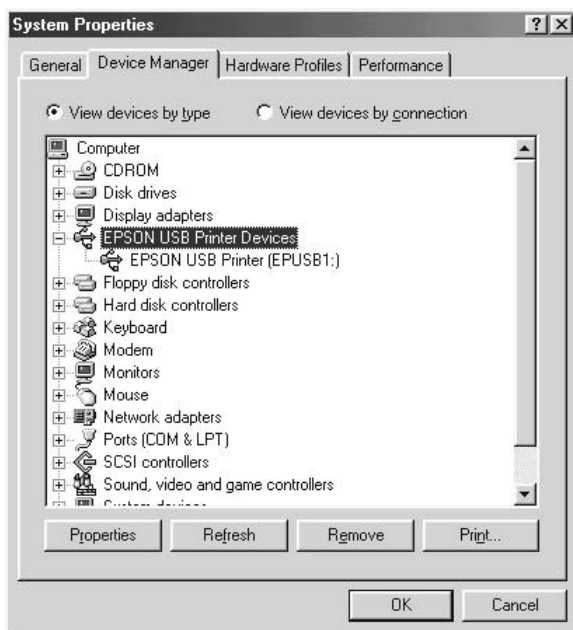 System Properties
General Device Manager Hardware Profiles Performance
View devices by type View devices by connection
Computer
CDROM
Disk drives
Display adapters
EPSON USB Printer Devices
EPSON USB Printer (EPUSB1:)
Floppy disk controllers
Hard disk controllers
Keyboard
Modem
Monitors
Mouse
Network adapters
Ports (COM & LPT)
SCSI controllers
Sound, video and game controllers
System devices
Properties Refresh Remove Print...
OK Cancel